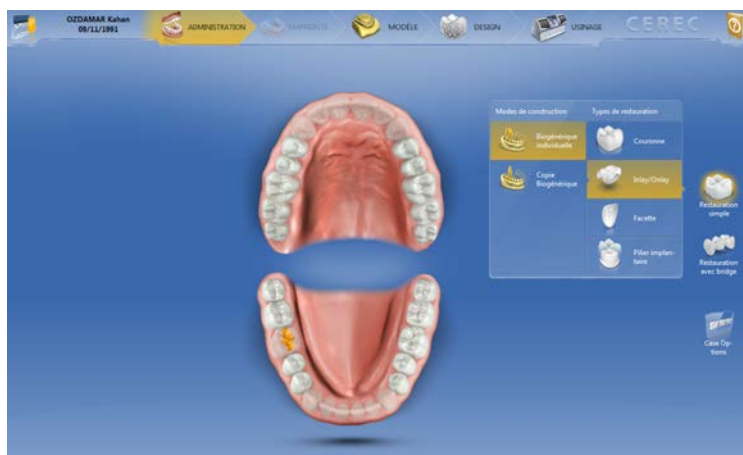 OZDAMAR Kahan
09/11/1991
ADMINISTRATION
EMPREINTE
MODÈLE
DESIGN
USINAGE
CEREC
?
Modes de construction
Types de restauration
Biogénérique
individuelle
Couronne
Copie
Biogénérique
Inlay/Onlay
Facette
Pilier implan-
taire
Restauration
simple
Restauration
avec bridge
Case Op-
tions